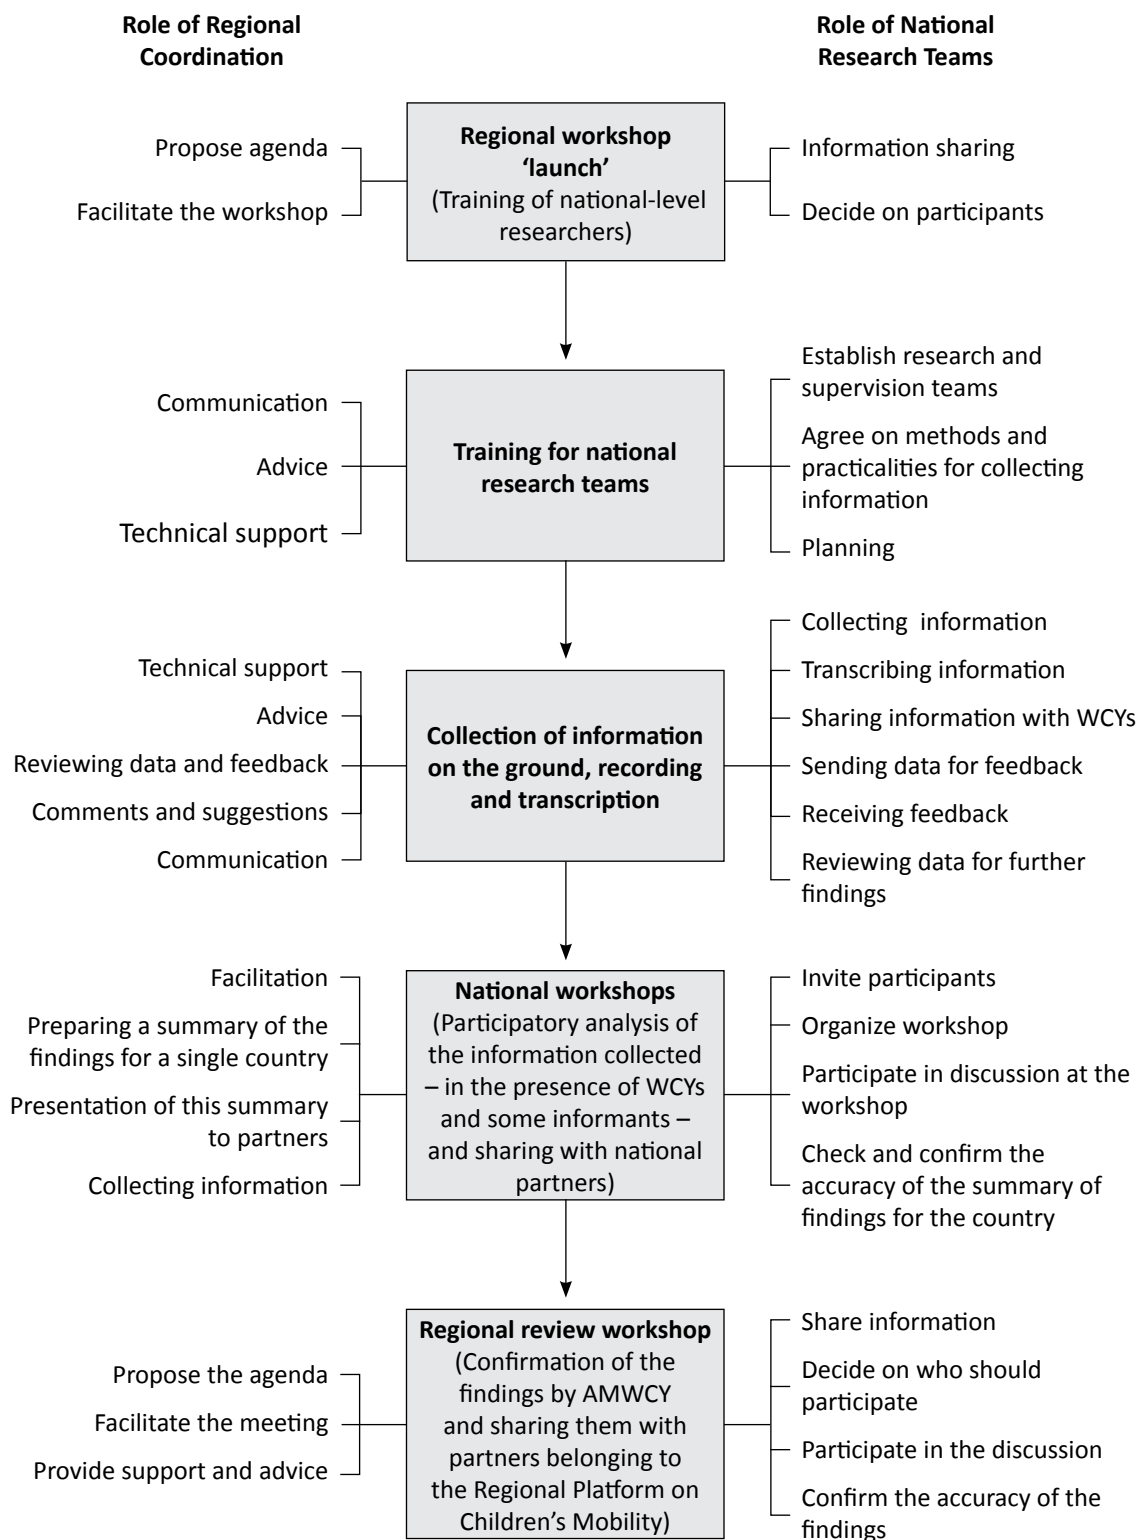 Role of Regional
Coordination
Role of National
Research Teams
Propose agenda
Facilitate the workshop
Regional workshop
‘launch’
(Training of national-level
researchers)
Information sharing
Decide on participants
Communication
Advice
Technical support
Training for national
research teams
Establish research and
supervision teams
Agree on methods and
practicalities for collecting
information
Planning
Technical support
Advice
Reviewing data and feedback
Comments and suggestions
Communication
Collection of information
on the ground, recording
and transcription
Collecting information
Transcribing information
Sharing information with WCYs
Sending data for feedback
Receiving feedback
Reviewing data for further
findings
Facilitation
Preparing a summary of the
findings for a single country
Presentation of this summary
to partners
Collecting information
National workshops
(Participatory analysis of
the information collected
– in the presence of WCYs
and some informants –
and sharing with national
partners)
Invite participants
Organize workshop
Participate in discussion at the
workshop
Check and confirm the
accuracy of the summary of
findings for the country
Propose the agenda
Facilitate the meeting
Provide support and advice
Regional review workshop
(Confirmation of the
findings by AMWCY
and sharing them with
partners belonging to
the Regional Platform on
Children’s Mobility)
Share information
Decide on who should
participate
Participate in the discussion
Confirm the accuracy of the
findings